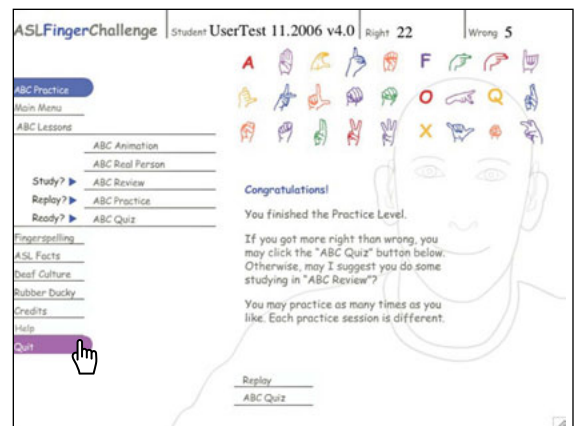 ASLFingerChallenge Student UserTest 11.2006 v4.0 Right 22 Wrong 5
A F
O Q
X
ABC Practice
Main Menu
ABC Lessons
ABC Animation
ABC Real Person
Study? ABC Review
Replay? ABC Practice
Ready? ABC Quiz
Fingerspelling
ASL Facts
Deaf Culture
Rubber Ducky
Credits
Help
Quit
Congratulations!
You finished the Practice Level.
If you got more right than wrong, you
may click the "ABC Quiz" button below.
Otherwise, may I suggest you do some
studying in "ABC Review"?
You may practice as many times as you
like. Each practice session is different.
Replay
ABC Quiz